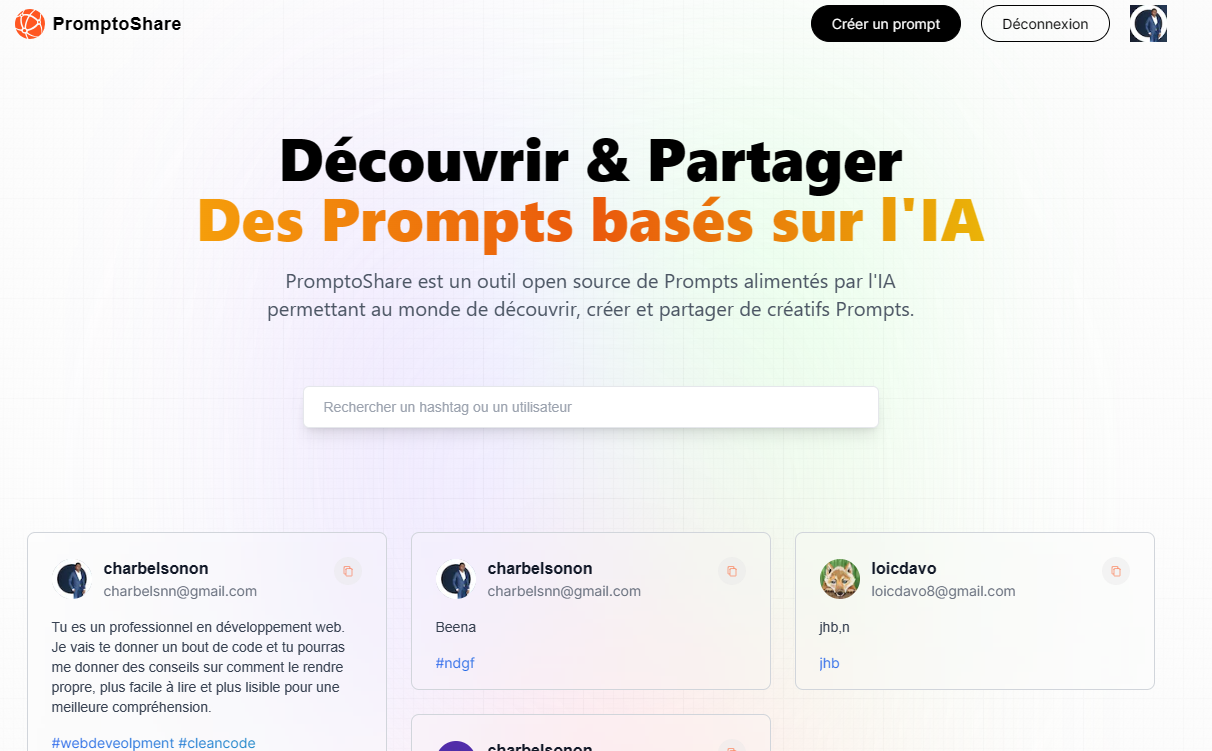 PromptoShare
Créer un prompt
Déconnexion
Découvrir & Partager
Des Prompts basés sur l'IA
PromptoShare est un outil open source de Prompts alimentés par l'IA
permettant au monde de découvrir, créer et partager de créatifs Prompts.
Rechercher un hashtag ou un utilisateur
charbelsonon
charbelsnn@gmail.com
Tu es un professionnel en développement web.
Je vais te donner un bout de code et tu pourras
me donner des conseils sur comment le rendre
propre, plus facile à lire et plus lisible pour une
meilleure compréhension.
#webdeveolpment #cleancode
charbelsonon
charbelsnn@gmail.com
Beena
#ndgf
charbelsonon
loicdavo
loicdavo8@gmail.com
jhb,n
jhb